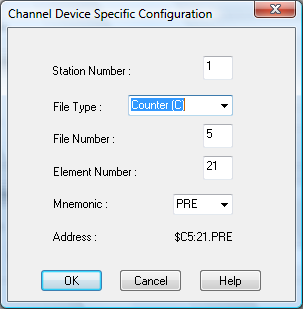 Channel Device Specific Configuration
Station Number : 1
File Type : Counter (C)
File Number : 5
Element Number : 21
Mnemonic : PRE
Address : $C5:21.PRE
OK Cancel Help